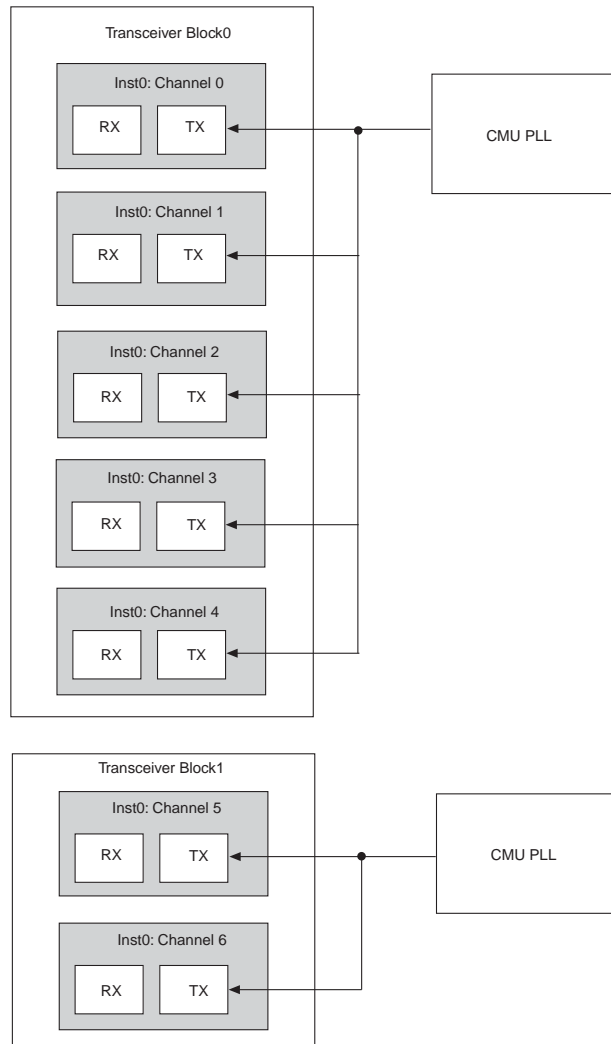 Transceiver Block0
Inst0: Channel 0
RX TX
CMU PLL
Inst0: Channel 1
RX TX
Inst0: Channel 2
RX TX
Inst0: Channel 3
RX TX
Inst0: Channel 4
RX TX
Transceiver Block1
Inst0: Channel 5
RX TX
CMU PLL
Inst0: Channel 6
RX TX